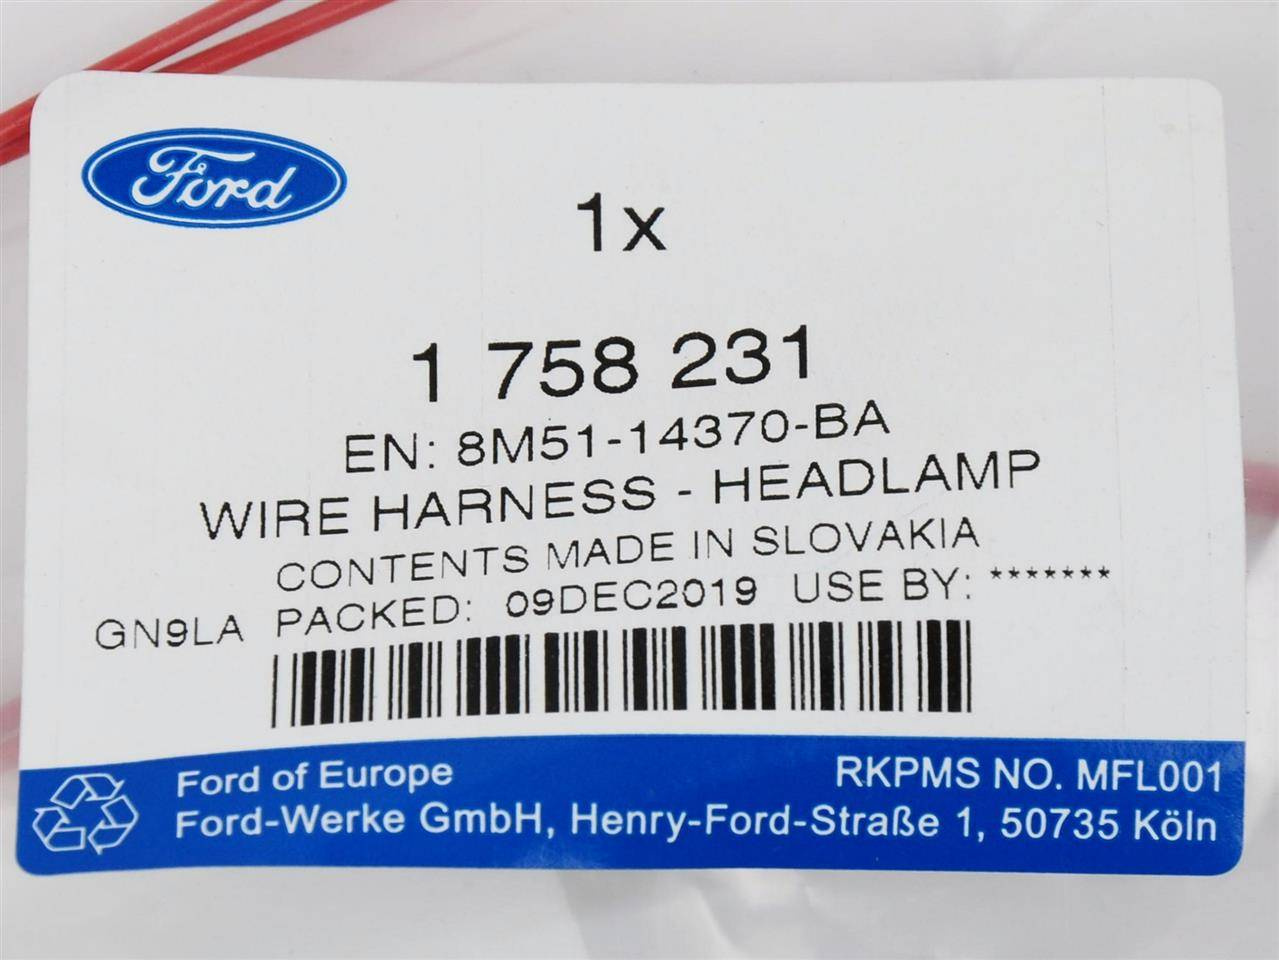 Ford
1x
1 758 231
EN: 8M51-14370-BA
WIRE HARNESS - HEADLAMP
CONTENTS MADE IN SLOVAKIA
GN9LA PACKED: 09DEC2019 USE BY: *******
Ford of Europe
RKPMS NO. MFL001
Ford-Werke GmbH, Henry-Ford-Straße 1, 50735 Köln